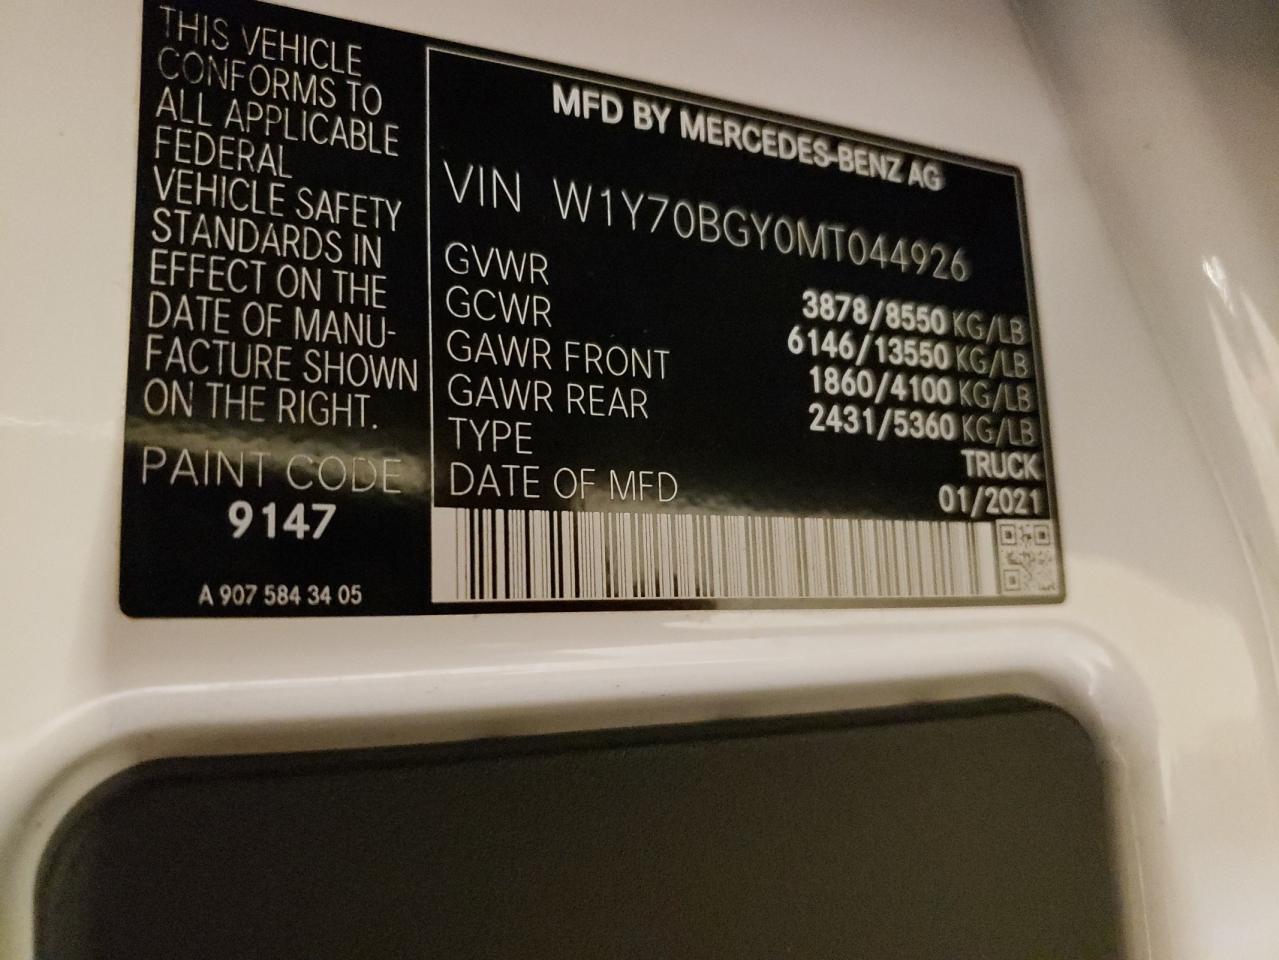 THIS VEHICLE
CONFORMS TO
ALL APPLICABLE
FEDERAL
VEHICLE SAFETY
STANDARDS IN
EFFECT ON THE
DATE OF MANU-
FACTURE SHOWN
ON THE RIGHT.
PAINT CODE
9147
A 907 584 34 05
MFD BY MERCEDES-BENZ AG
VIN W1Y70BGY0MT044926
GVWR 3878/8550 KG/LB
GCWR 6146/13550 KG/LB
GAWR FRONT 1860/4100 KG/LB
GAWR REAR 2431/5360 KG/LB
TYPE TRUCK
DATE OF MFD 01/2021